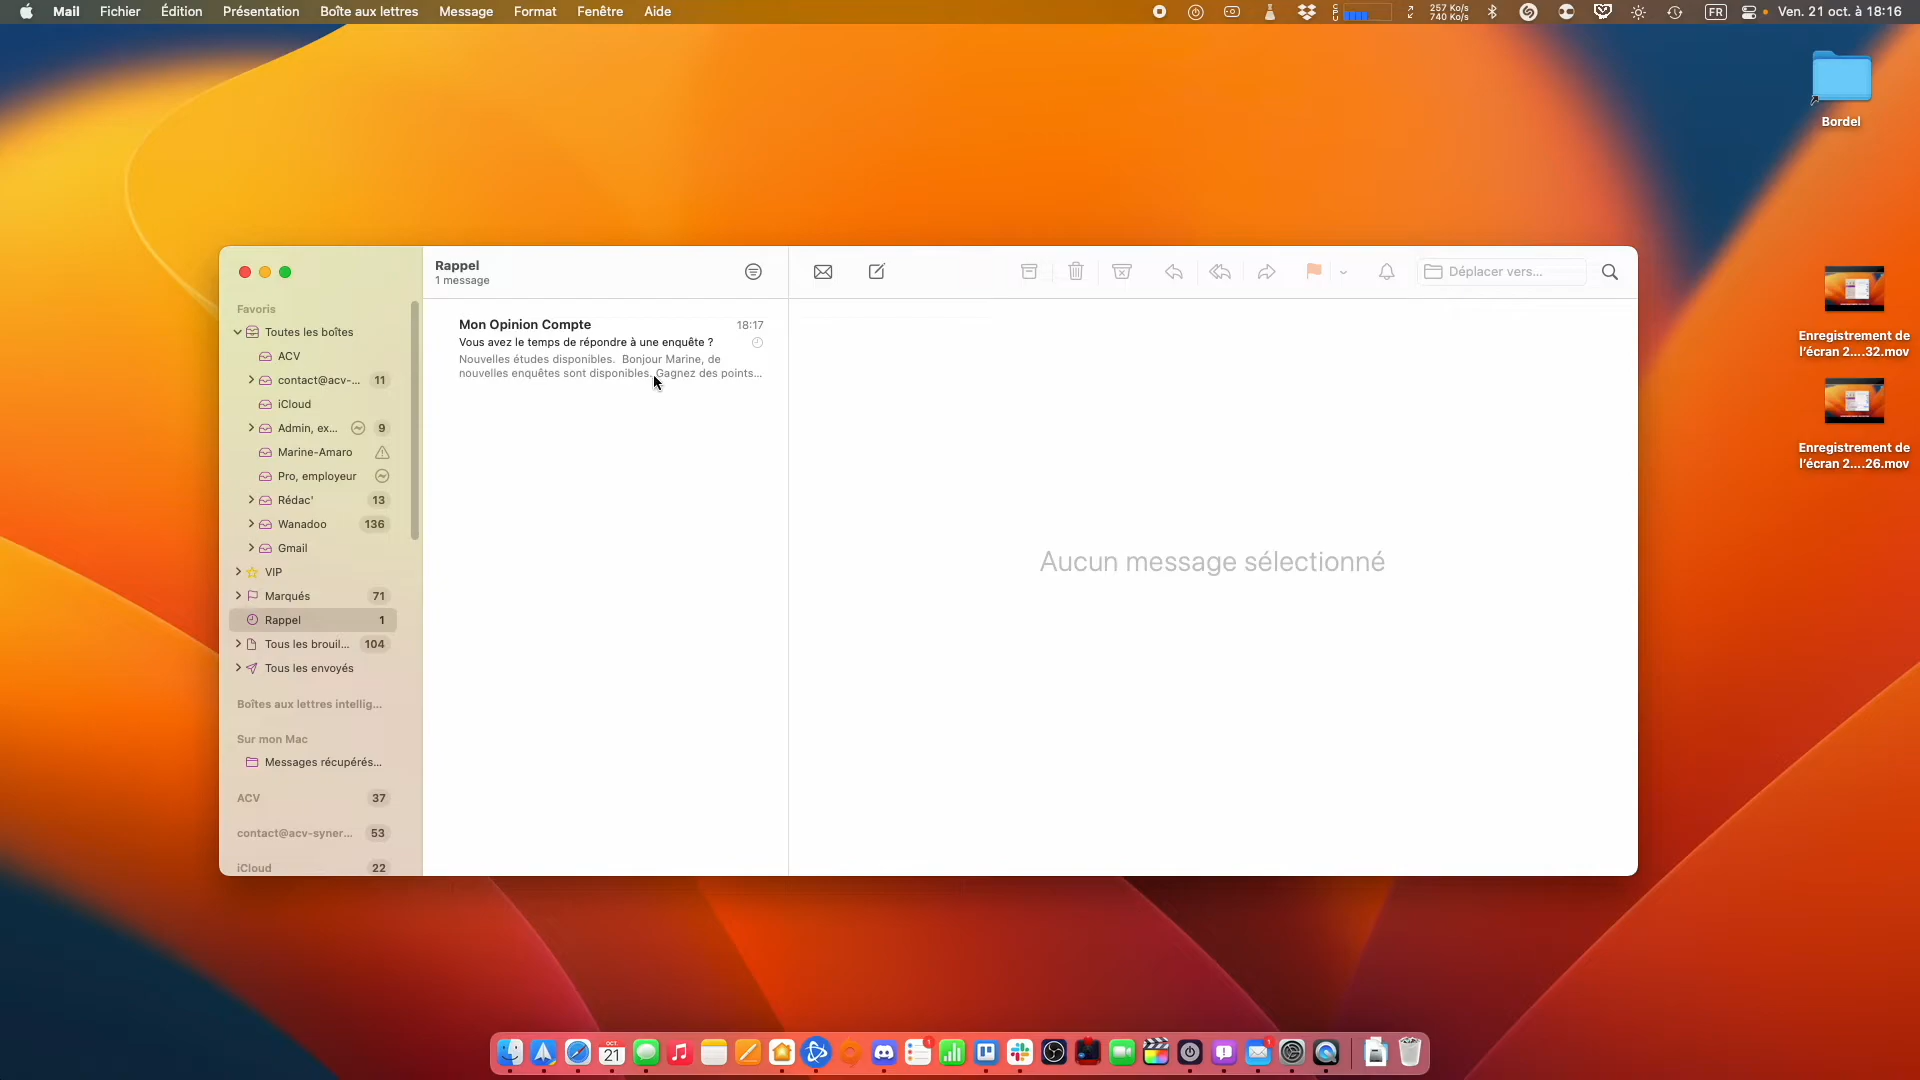 Mail Fichier Édition Présentation Boîte aux lettres Message Format Fenêtre Aide
257 Ko/s
740 Ko/s
FR
Ven. 21 oct. à 18:16
Bordel
Enregistrement de
l'écran 2....32.mov
Enregistrement de
l'écran 2....26.mov
Favoris
Toutes les boîtes
ACV
contact@acv-... 11
iCloud
Admin, ex... 9
Marine-Amaro
Pro, employeur
Rédac' 13
Wanadoo 136
Gmail
VIP
Marqués 71
Rappel 1
Tous les brouil... 104
Tous les envoyés
Boîtes aux lettres intellig...
Sur mon Mac
Messages récupérés...
ACV 37
contact@acv-syner... 53
iCloud 22
Rappel
1 message
Mon Opinion Compte 18:17
Vous avez le temps de répondre à une enquête ?
Nouvelles études disponibles. Bonjour Marine, de
nouvelles enquêtes sont disponibles. Gagnez des points...
Déplacer vers...
Aucun message sélectionné
OCT
21
1
1